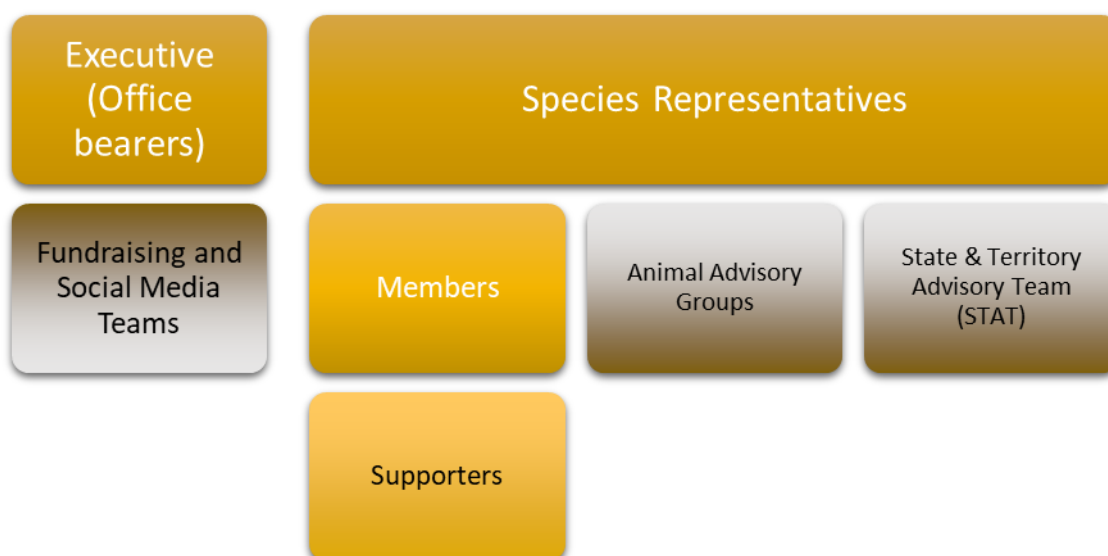 Executive
(Office
bearers)
Species Representatives
Fundraising and
Social Media
Teams
Members
Animal Advisory
Groups
State & Territory
Advisory Team
(STAT)
Supporters